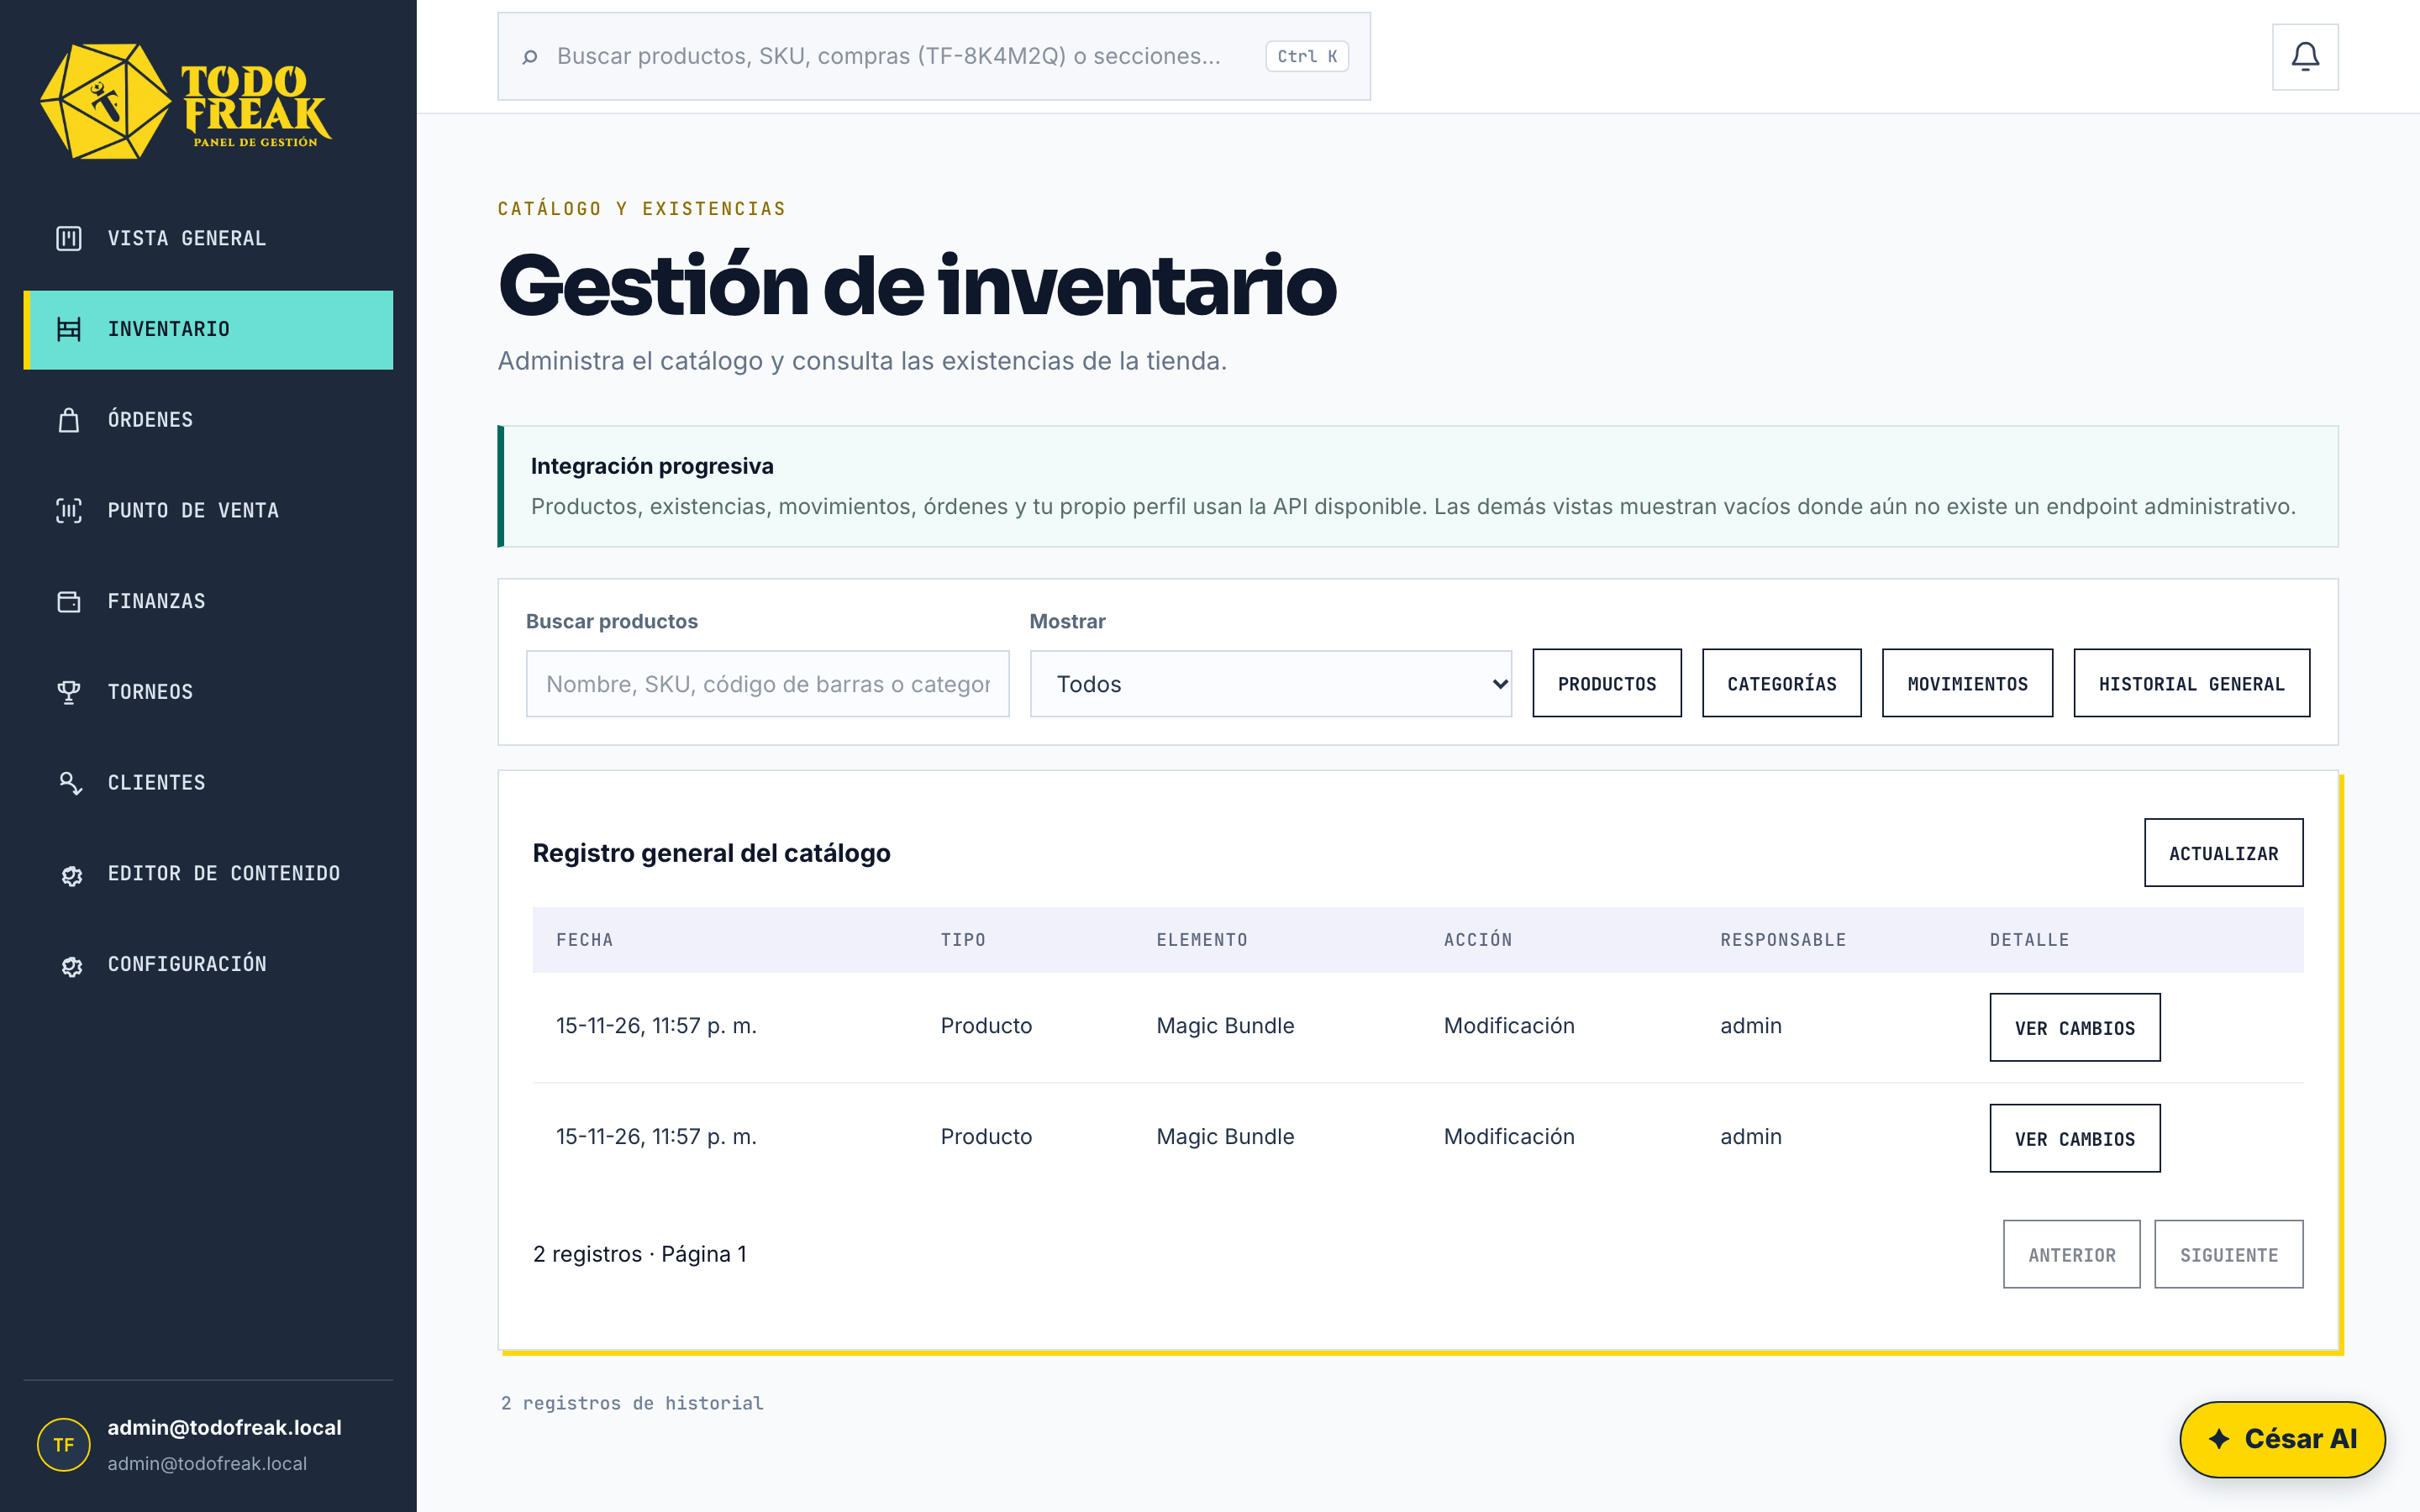 TODO
FREAK
PANEL DE GESTIÓN
VISTA GENERAL
INVENTARIO
ÓRDENES
PUNTO DE VENTA
FINANZAS
TORNEOS
CLIENTES
EDITOR DE CONTENIDO
CONFIGURACIÓN
TF
admin@todofreak.local
admin@todofreak.local
Buscar productos, SKU, compras (TF-8K4M2Q) o secciones...
Ctrl K
CATÁLOGO Y EXISTENCIAS
Gestión de inventario
Administra el catálogo y consulta las existencias de la tienda.
Integración progresiva
Productos, existencias, movimientos, órdenes y tu propio perfil usan la API disponible. Las demás vistas muestran vacíos donde aún no existe un endpoint administrativo.
Buscar productos
Mostrar
Nombre, SKU, código de barras o categor
Todos
PRODUCTOS
CATEGORÍAS
MOVIMIENTOS
HISTORIAL GENERAL
Registro general del catálogo
ACTUALIZAR
FECHA TIPO ELEMENTO ACCIÓN RESPONSABLE DETALLE
15-11-26, 11:57 p. m. Producto Magic Bundle Modificación admin VER CAMBIOS
15-11-26, 11:57 p. m. Producto Magic Bundle Modificación admin VER CAMBIOS
2 registros · Página 1
ANTERIOR
SIGUIENTE
2 registros de historial
César AI